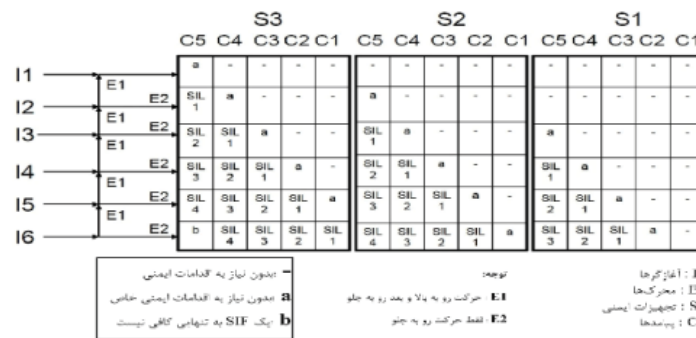 S3 S2 S1
C5 C4 C3 C2 C1 C5 C4 C3 C2 C1 C5 C4 C3 C2 C1
I1 a - - - - - - - - - - - - - -
E1
I2 E2 SIL 1 a - - - a - - - - - - - - -
E1
I3 E2 SIL 2 SIL 1 a - - SIL 1 a - - - a - - - -
E1
I4 E2 SIL 3 SIL 2 SIL 1 a - SIL 2 SIL 1 a - - SIL 1 a - - -
E1
I5 E2 SIL 4 SIL 3 SIL 2 SIL 1 a SIL 3 SIL 2 SIL 1 a - SIL 2 SIL 1 a - -
E1
I6 E2 b SIL 4 SIL 3 SIL 2 SIL 1 SIL 4 SIL 3 SIL 2 SIL 1 a SIL 3 SIL 2 SIL 1 a -
- :بدون نیاز به اقدامات ایمنی
a :بدون نیاز به اقدامات ایمنی خاص
b :یک SIF به تنهایی کافی نیست
توجه:
E1 : حرکت رو به بالا و بعد رو به جلو
E2 : فقط حرکت رو به جلو
I : آغازگرها
E : محرک‌ها
S : تجهیزات ایمنی
C : پیامدها